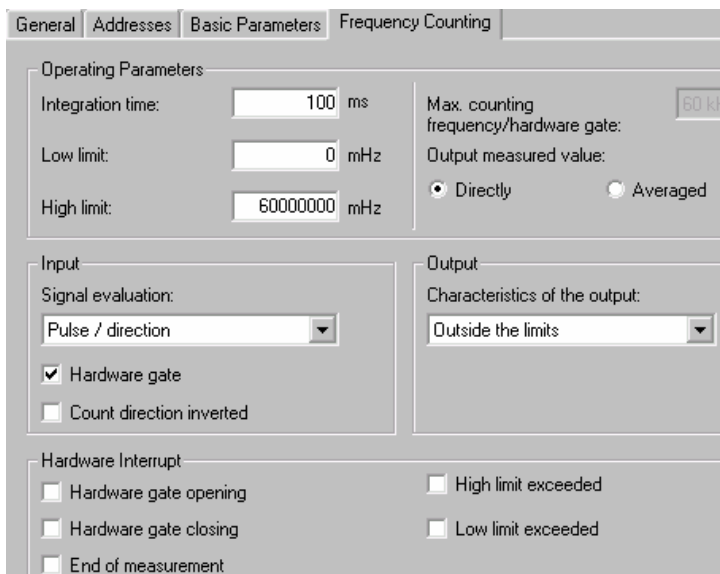 General Addresses Basic Parameters Frequency Counting
Operating Parameters
Integration time: 100 ms
Low limit: 0 mHz
High limit: 60000000 mHz
Max. counting
frequency/hardware gate: 60
Output measured value:
Directly Averaged
Input
Signal evaluation:
Pulse / direction
Hardware gate
Count direction inverted
Output
Characteristics of the output:
Outside the limits
Hardware Interrupt
Hardware gate opening
Hardware gate closing
End of measurement
High limit exceeded
Low limit exceeded